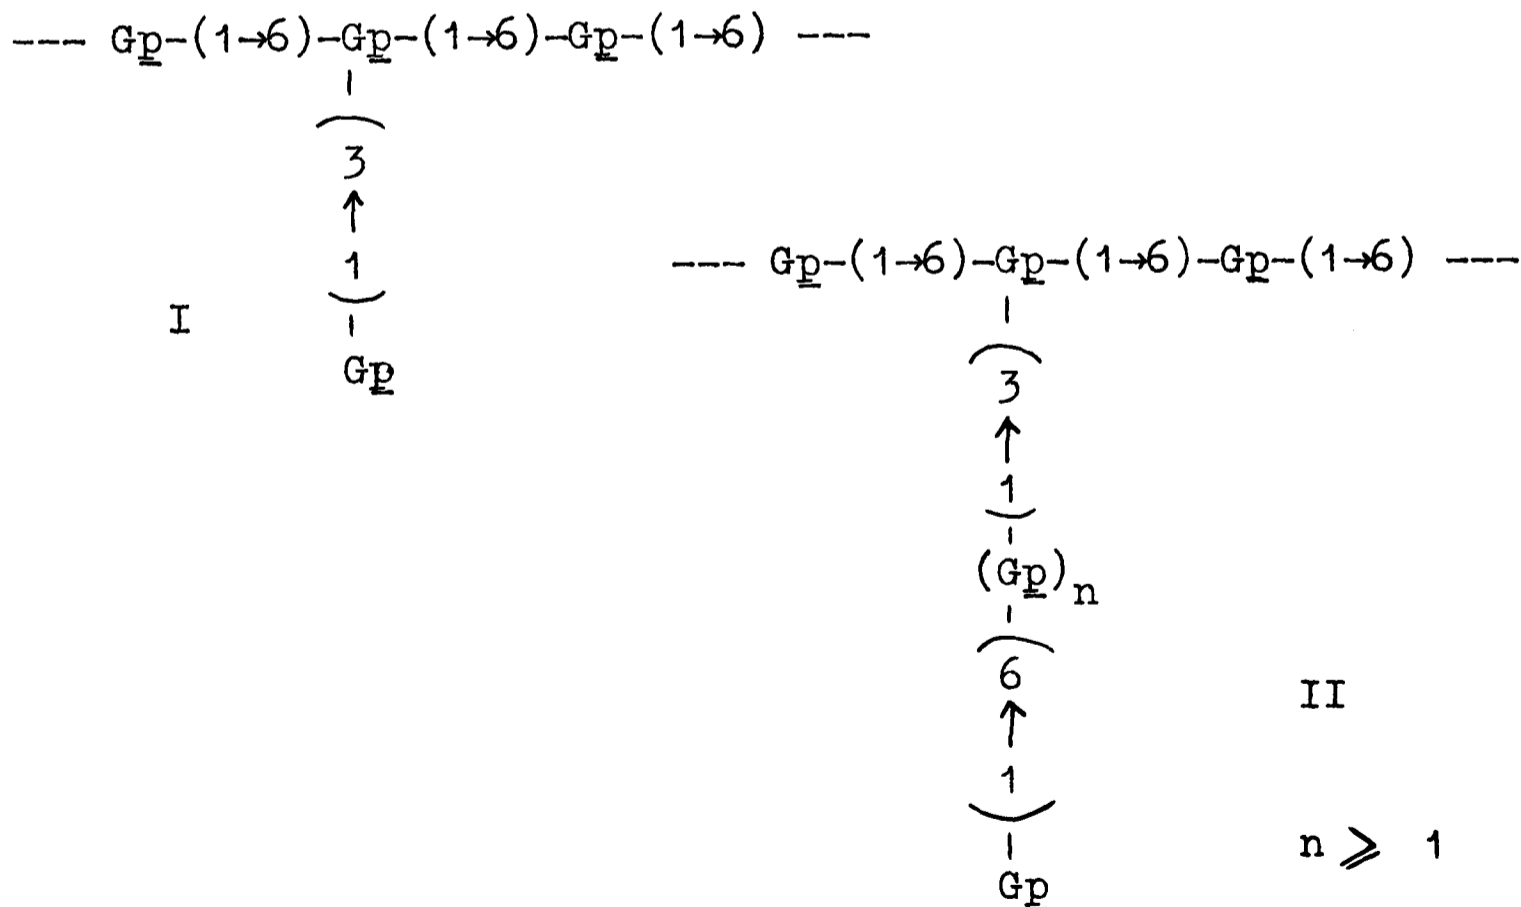 --- Gp-(1→6)-Gp-(1→6)-Gp-(1→6) ---
3
↑
1
I
Gp
--- Gp-(1→6)-Gp-(1→6)-Gp-(1→6) ---
3
↑
1
(Gp)n
6
II
↑
1
n ⩾ 1
Gp